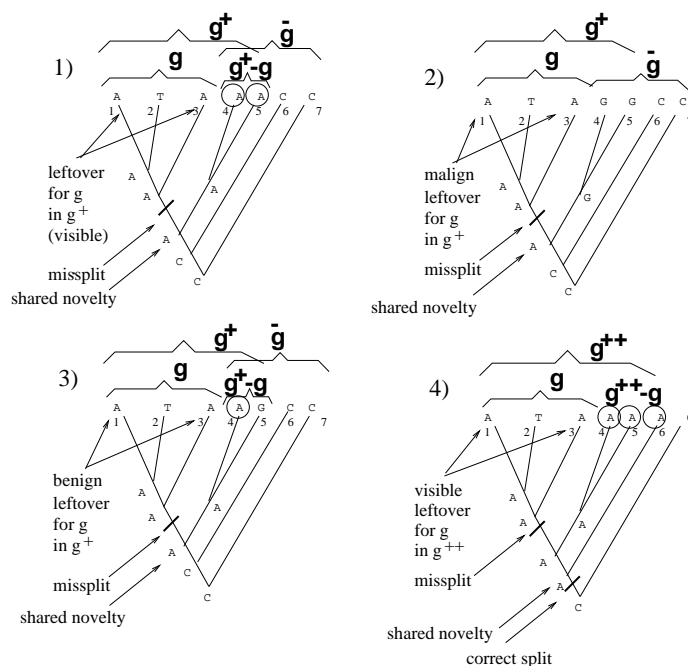 1)
g+ g̅
g g+-g
A T A A A C C
1 2 3 4 5 6 7
A
A A
leftover
for g
in g+
(visible)
A
C
C
missplit
shared novelty
2)
g+
g g̅
A T A G G C C
1 2 3 4 5 6 7
A
A G
malign
leftover
for g
in g+
A
C
C
missplit
shared novelty
3)
g+ g̅
g g+-g
A T A A G C C
1 2 3 4 5 6 7
A
A A
benign
leftover
for g
in g+
A
C
C
missplit
shared novelty
4)
g++
g g++-g
A T A A A A
1 2 3 4 5 6
A
A A
visible
leftover
for g
in g++
A
A
C
missplit
shared novelty
correct split